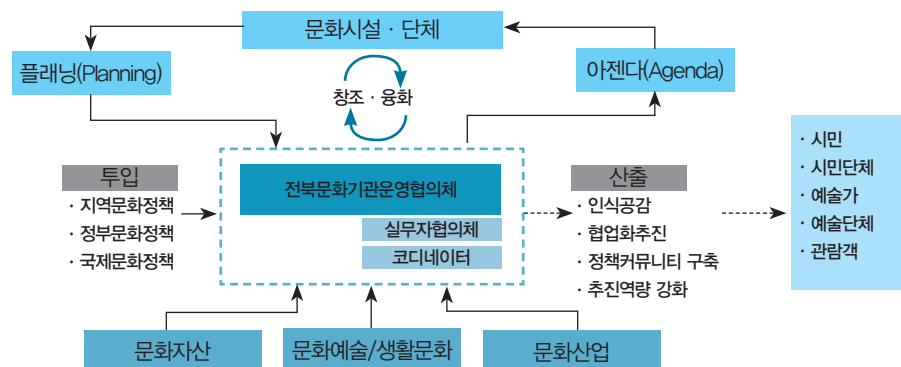 문화시설 · 단체
플래닝(Planning)
아젠다(Agenda)
창조 · 융화
투입
· 지역문화정책
· 정부문화정책
· 국제문화정책
전북문화기관운영협의체
실무자협의체
코디네이터
산출
· 인식공감
· 협업화추진
· 정책커뮤니티 구축
· 추진역량 강화
· 시민
· 시민단체
· 예술가
· 예술단체
· 관람객
문화자산
문화예술/생활문화
문화산업